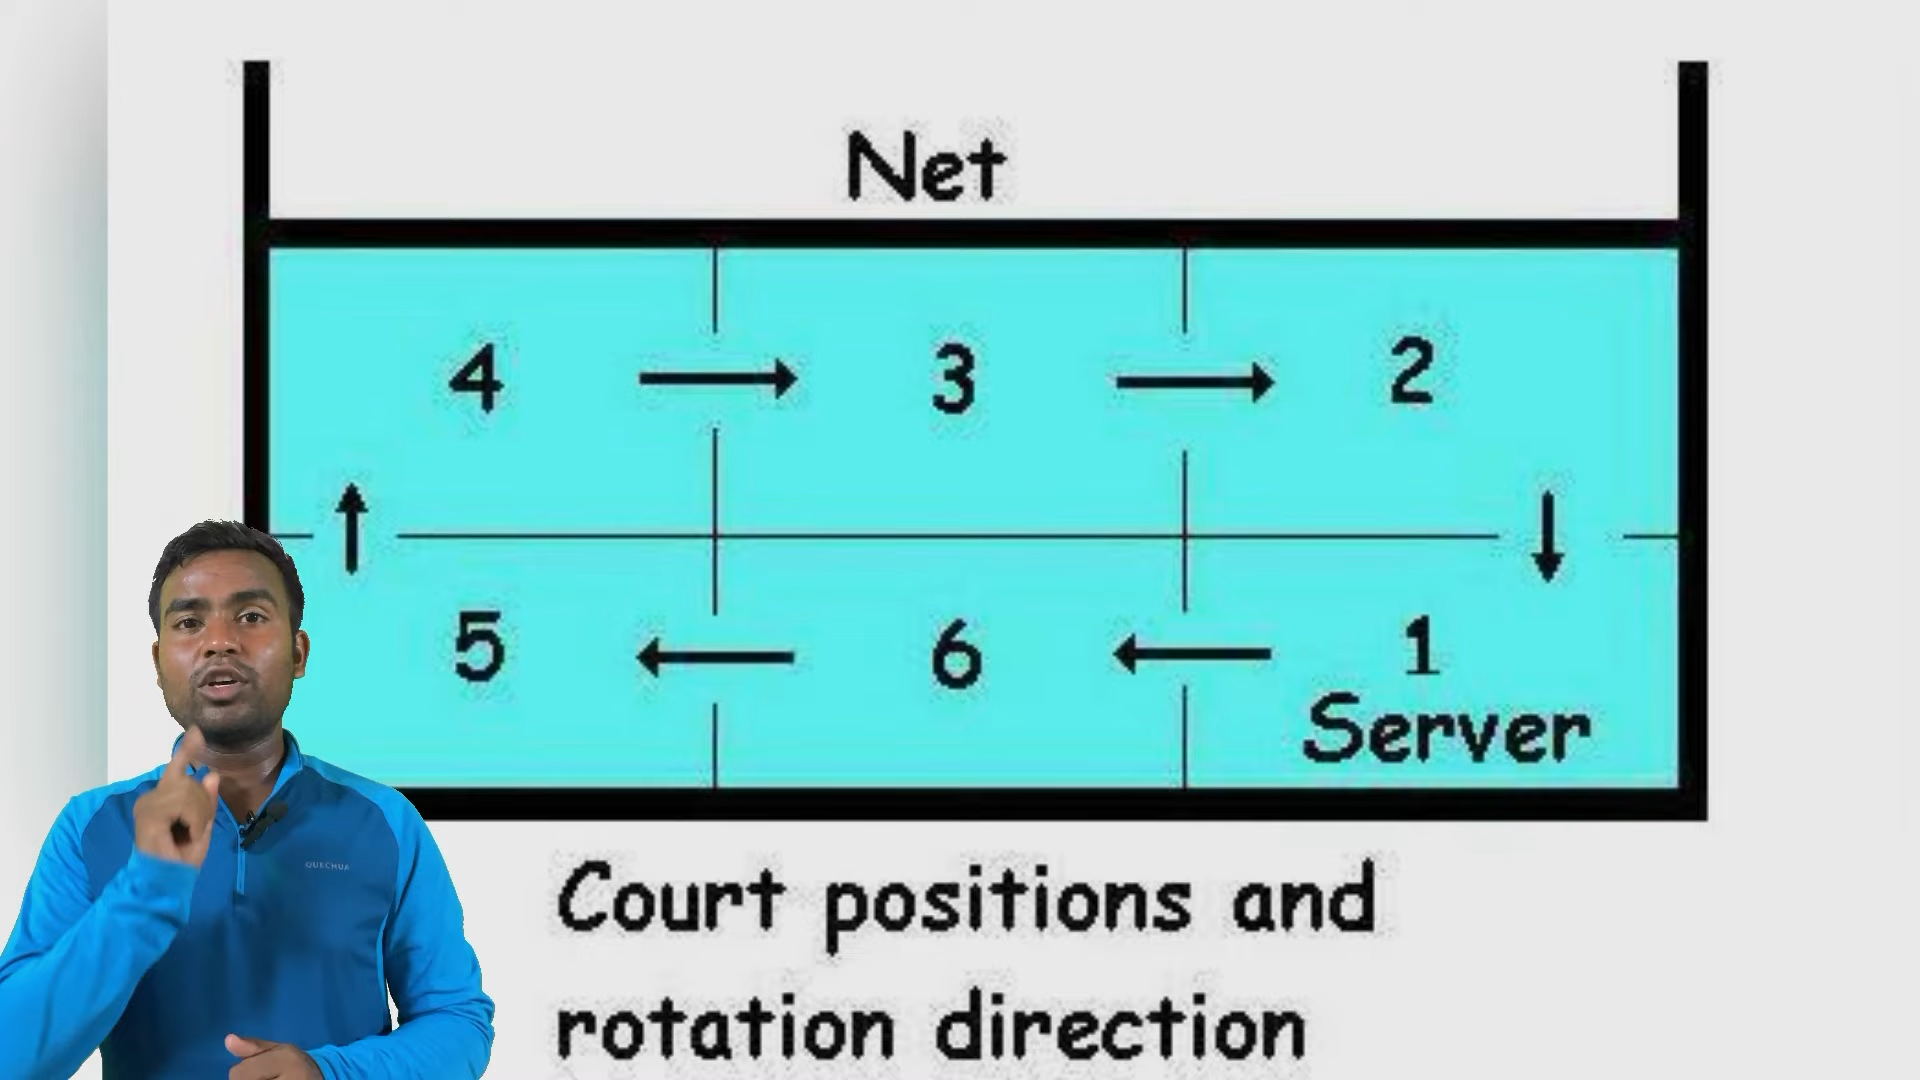 Net
4 3 2
5 6 1
Server
QUECHUA
Court positions and
rotation direction